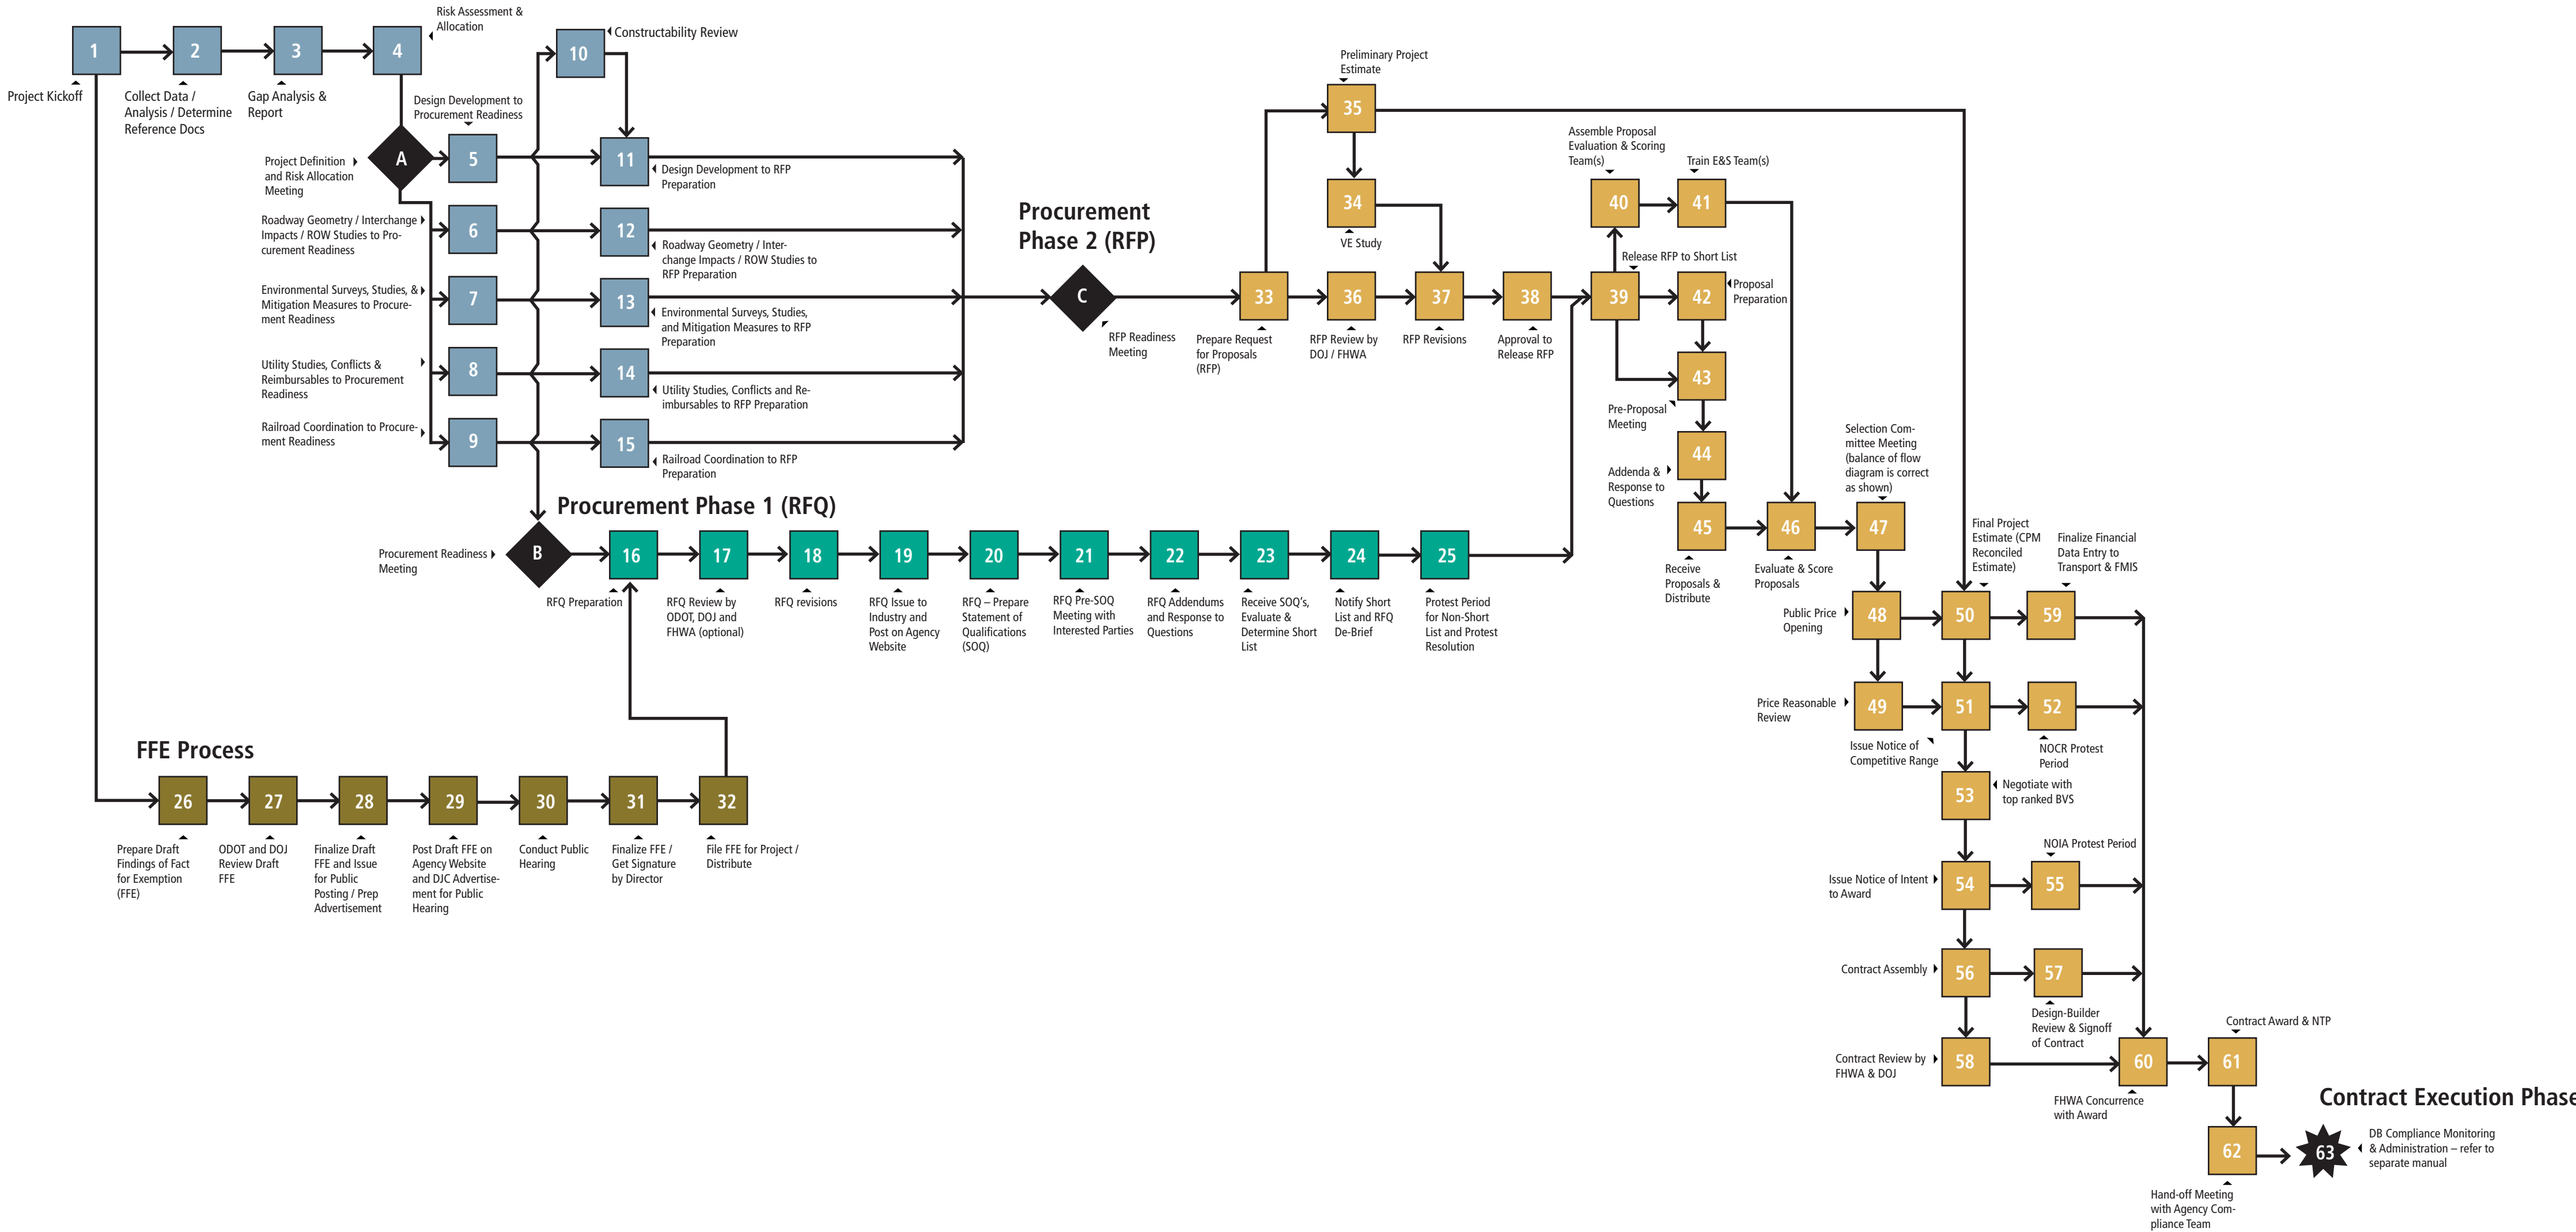 1
2
3
4
Risk Assessment &
Allocation
Project Kickoff
Collect Data /
Analysis / Determine
Reference Docs
Gap Analysis &
Report
10
Constructability Review
Design Development to
Procurement Readiness
Project Definition
and Risk Allocation
Meeting
A
5
11
Design Development to RFP
Preparation
Roadway Geometry / Interchange
Impacts / ROW Studies to Pro-
curement Readiness
6
12
Roadway Geometry / Inter-
change Impacts / ROW Studies to
RFP Preparation
Environmental Surveys, Studies, &
Mitigation Measures to Procure-
ment Readiness
7
13
Environmental Surveys, Studies,
and Mitigation Measures to RFP
Preparation
Utility Studies, Conflicts &
Reimbursables to Procurement
Readiness
8
14
Utility Studies, Conflicts and Re-
imbursables to RFP Preparation
Railroad Coordination to Procure-
ment Readiness
9
15
Railroad Coordination to RFP
Preparation
Procurement Phase 1 (RFQ)
Procurement Readiness
Meeting
B
16
17
18
19
20
21
22
23
24
25
RFQ Preparation
RFQ Review by
ODOT, DOJ and
FHWA (optional)
RFQ revisions
RFQ Issue to
Industry and
Post on Agency
Website
RFQ – Prepare
Statement of
Qualifications
(SOQ)
RFQ Pre-SOQ
Meeting with
Interested Parties
RFQ Addendums
and Response to
Questions
Receive SOQ's,
Evaluate &
Determine Short
List
Notify Short
List and RFQ
De-Brief
Protest Period
for Non-Short
List and Protest
Resolution
FFE Process
26
27
28
29
30
31
32
Prepare Draft
Findings of Fact
for Exemption
(FFE)
ODOT and DOJ
Review Draft
FFE
Finalize Draft
FFE and Issue
for Public
Posting / Prep
Advertisement
Post Draft FFE on
Agency Website
and DJC Advertise-
ment for Public
Hearing
Conduct Public
Hearing
Finalize FFE /
Get Signature
by Director
File FFE for Project /
Distribute
Procurement
Phase 2 (RFP)
C
RFP Readiness
Meeting
Preliminary Project
Estimate
35
34
VE Study
33
36
37
38
39
Prepare Request
for Proposals
(RFP)
RFP Review by
DOJ / FHWA
RFP Revisions
Approval to
Release RFP
Assemble Proposal
Evaluation & Scoring
Team(s)
Train E&S Team(s)
40
41
Release RFP to Short List
42
Proposal
Preparation
43
Pre-Proposal
Meeting
44
Addenda &
Response to
Questions
45
46
47
Receive
Proposals &
Distribute
Evaluate & Score
Proposals
Selection Com-
mittee Meeting
(balance of flow
diagram is correct
as shown)
Final Project
Estimate (CPM
Reconciled
Estimate)
Finalize Financial
Data Entry to
Transport & FMIS
Public Price
Opening
48
50
59
Price Reasonable
Review
49
51
52
Issue Notice of
Competitive Range
NOCR Protest
Period
53
Negotiate with
top ranked BVS
NOIA Protest Period
Issue Notice of Intent
to Award
54
55
Contract Assembly
56
57
Design-Builder
Review & Signoff
of Contract
Contract Review by
FHWA & DOJ
58
60
61
Contract Award & NTP
FHWA Concurrence
with Award
Contract Execution Phase
62
63
DB Compliance Monitoring
& Administration – refer to
separate manual
Hand-off Meeting
with Agency Com-
pliance Team